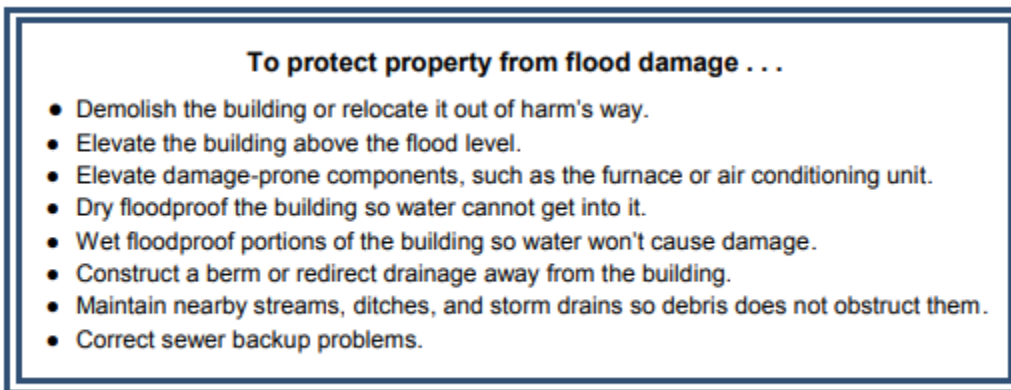 To protect property from flood damage . . .
● Demolish the building or relocate it out of harm's way.
● Elevate the building above the flood level.
● Elevate damage-prone components, such as the furnace or air conditioning unit.
● Dry floodproof the building so water cannot get into it.
● Wet floodproof portions of the building so water won't cause damage.
● Construct a berm or redirect drainage away from the building.
● Maintain nearby streams, ditches, and storm drains so debris does not obstruct them.
● Correct sewer backup problems.